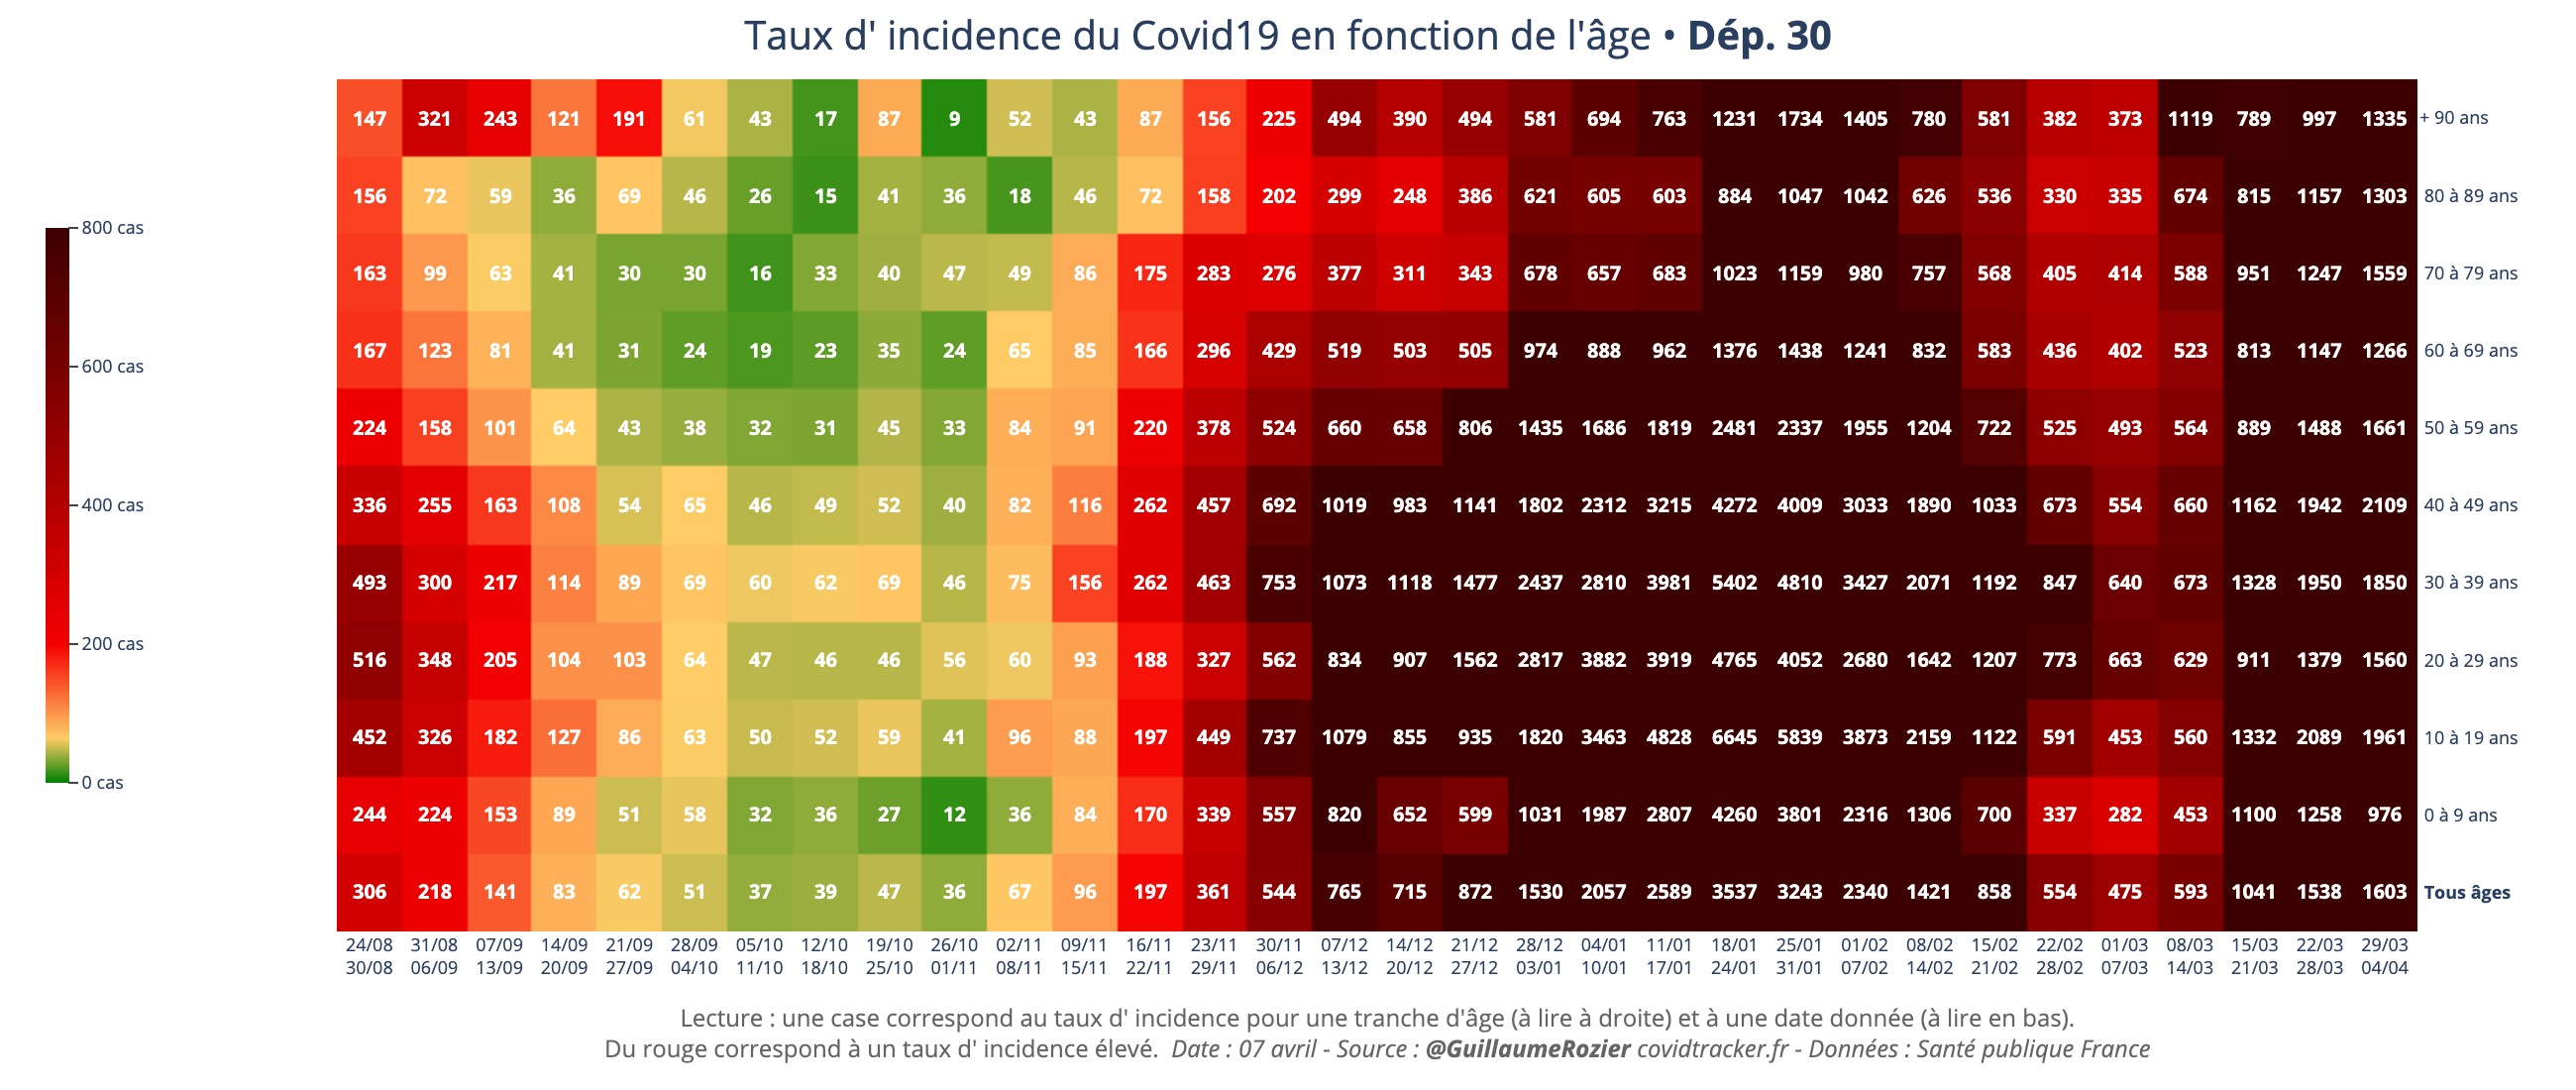 Taux d' incidence du Covid19 en fonction de l'âge • Dép. 30
147 321 243 121 191 61 43 17 87 9 52 43 87 156 225 494 390 494 581 694 763 1231 1734 1405 780 581 382 373 1119 789 997 1335 + 90 ans
156 72 59 36 69 46 26 15 41 36 18 46 72 158 202 299 248 386 621 605 603 884 1047 1042 626 536 330 335 674 815 1157 1303 80 à 89 ans
800 cas
163 99 63 41 30 30 16 33 40 47 49 86 175 283 276 377 311 343 678 657 683 1023 1159 980 757 568 405 414 588 951 1247 1559 70 à 79 ans
167 123 81 41 31 24 19 23 35 24 65 85 166 296 429 519 503 505 974 888 962 1376 1438 1241 832 583 436 402 523 813 1147 1266 60 à 69 ans
600 cas
224 158 101 64 43 38 32 31 45 33 84 91 220 378 524 660 658 806 1435 1686 1819 2481 2337 1955 1204 722 525 493 564 889 1488 1661 50 à 59 ans
400 cas
336 255 163 108 54 65 46 49 52 40 82 116 262 457 692 1019 983 1141 1802 2312 3215 4272 4009 3033 1890 1033 673 554 660 1162 1942 2109 40 à 49 ans
493 300 217 114 89 69 60 62 69 46 75 156 262 463 753 1073 1118 1477 2437 2810 3981 5402 4810 3427 2071 1192 847 640 673 1328 1950 1850 30 à 39 ans
200 cas
516 348 205 104 103 64 47 46 46 56 60 93 188 327 562 834 907 1562 2817 3882 3919 4765 4052 2680 1642 1207 773 663 629 911 1379 1560 20 à 29 ans
452 326 182 127 86 63 50 52 59 41 96 88 197 449 737 1079 855 935 1820 3463 4828 6645 5839 3873 2159 1122 591 453 560 1332 2089 1961 10 à 19 ans
0 cas
244 224 153 89 51 58 32 36 27 12 36 84 170 339 557 820 652 599 1031 1987 2807 4260 3801 2316 1306 700 337 282 453 1100 1258 976 0 à 9 ans
306 218 141 83 62 51 37 39 47 36 67 96 197 361 544 765 715 872 1530 2057 2589 3537 3243 2340 1421 858 554 475 593 1041 1538 1603 Tous âges
24/08 31/08 07/09 14/09 21/09 28/09 05/10 12/10 19/10 26/10 02/11 09/11 16/11 23/11 30/11 07/12 14/12 21/12 28/12 04/01 11/01 18/01 25/01 01/02 08/02 15/02 22/02 01/03 08/03 15/03 22/03 29/03
30/08 06/09 13/09 20/09 27/09 04/10 11/10 18/10 25/10 01/11 08/11 15/11 22/11 29/11 06/12 13/12 20/12 27/12 03/01 10/01 17/01 24/01 31/01 07/02 14/02 21/02 28/02 07/03 14/03 21/03 28/03 04/04
Lecture : une case correspond au taux d' incidence pour une tranche d'âge (à lire à droite) et à une date donnée (à lire en bas).
Du rouge correspond à un taux d' incidence élevé. Date : 07 avril - Source : @GuillaumeRozier covidtracker.fr - Données : Santé publique France